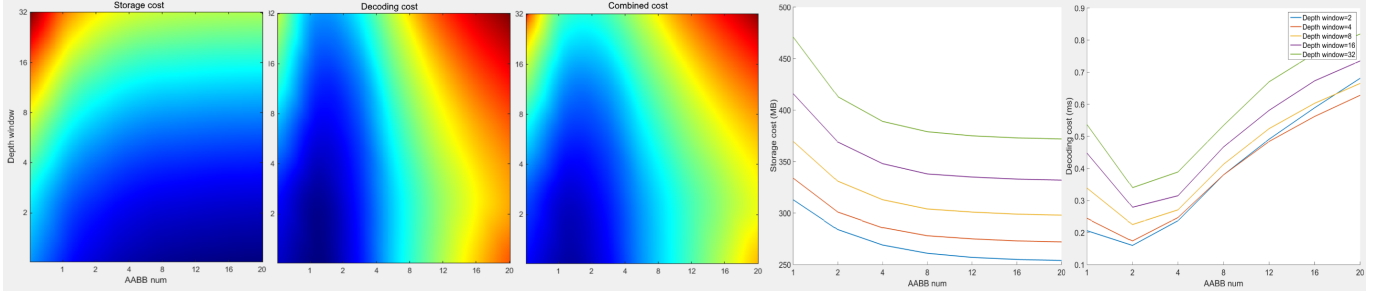 Storage cost
Depth window
32
16
8
4
2
1 2 4 8 12 16 20
AABB num
Decoding cost
12
16
8
4
2
1 2 4 8 12 16 20
Combined cost
32
16
8
4
2
1 2 4 8 12 16 20
Storage cost (MB)
500
450
400
350
300
250
1 2 4 8 12 16 20
AABB num
Decoding cost (ms)
0.9
0.8
0.7
0.6
0.5
0.4
0.3
0.2
0.1
1 2 4 8 12 16 20
AABB num
Depth window=2
Depth window=4
Depth window=8
Depth window=16
Depth window=32